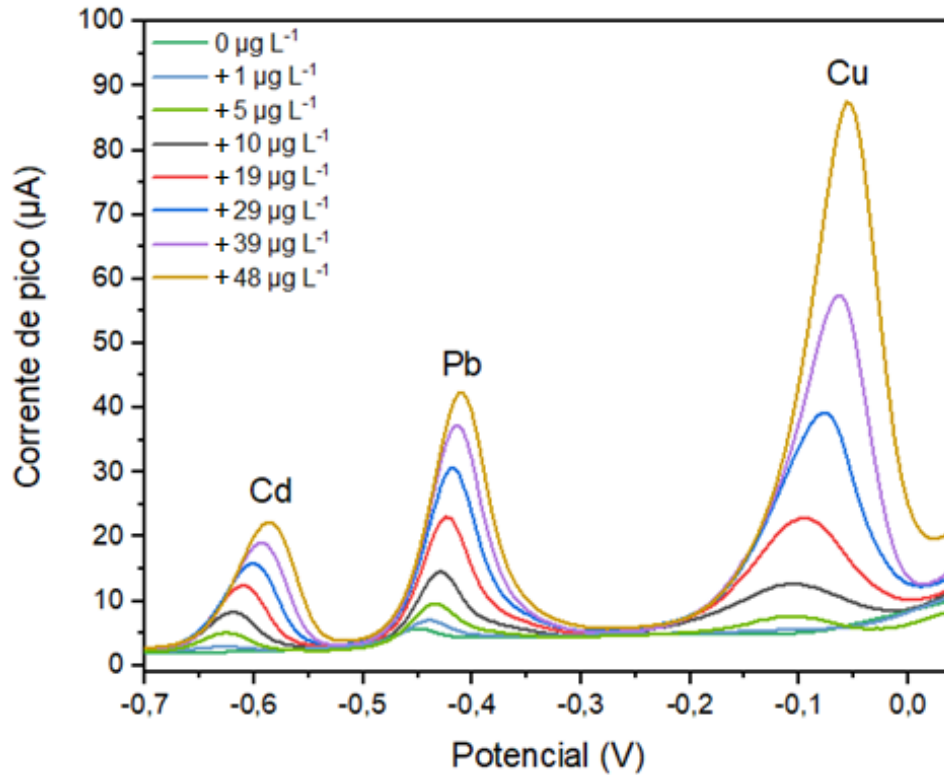 100
90
80
70
60
50
40
30
20
10
0
Corrente de pico (µA)
0 µg L⁻¹
+ 1 µg L⁻¹
+ 5 µg L⁻¹
+ 10 µg L⁻¹
+ 19 µg L⁻¹
+ 29 µg L⁻¹
+ 39 µg L⁻¹
+ 48 µg L⁻¹
Cd
Pb
Cu
-0,7 -0,6 -0,5 -0,4 -0,3 -0,2 -0,1 0,0
Potencial (V)